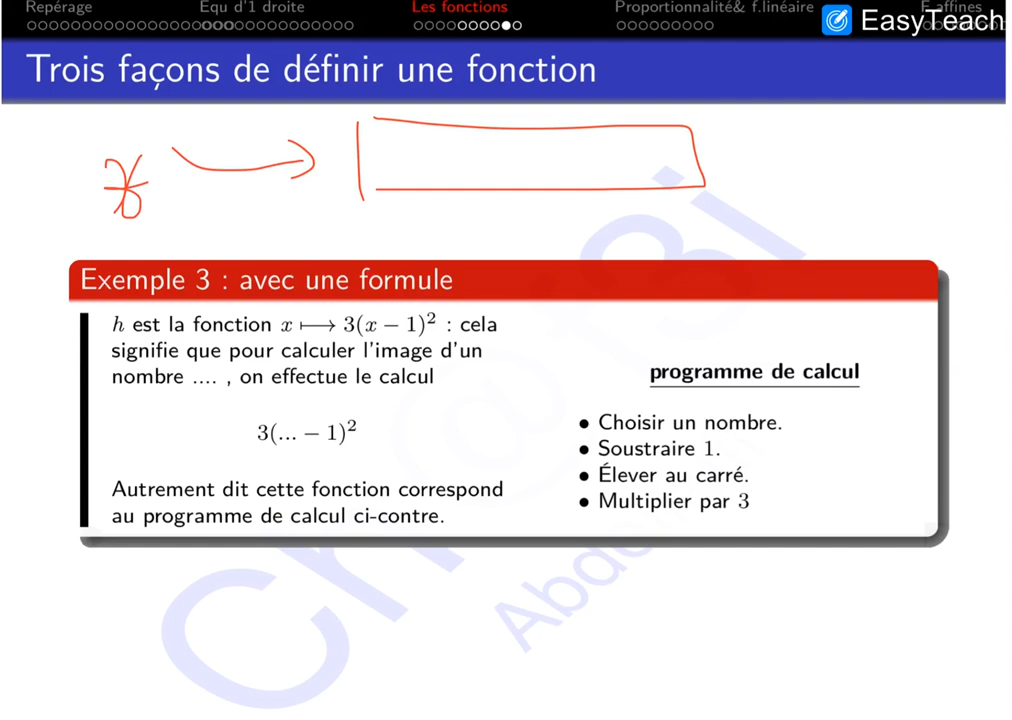 Repérage
Equ d'1 droite
Les fonctions
Proportionnalité& f.linéaire
F.affines
EasyTeach
Trois façons de définir une fonction
x
Exemple 3 : avec une formule
h est la fonction x ⟼ 3(x − 1)² : cela
signifie que pour calculer l'image d'un
nombre .... , on effectue le calcul
3(... − 1)²
Autrement dit cette fonction correspond
au programme de calcul ci-contre.
programme de calcul
• Choisir un nombre.
• Soustraire 1.
• Élever au carré.
• Multiplier par 3